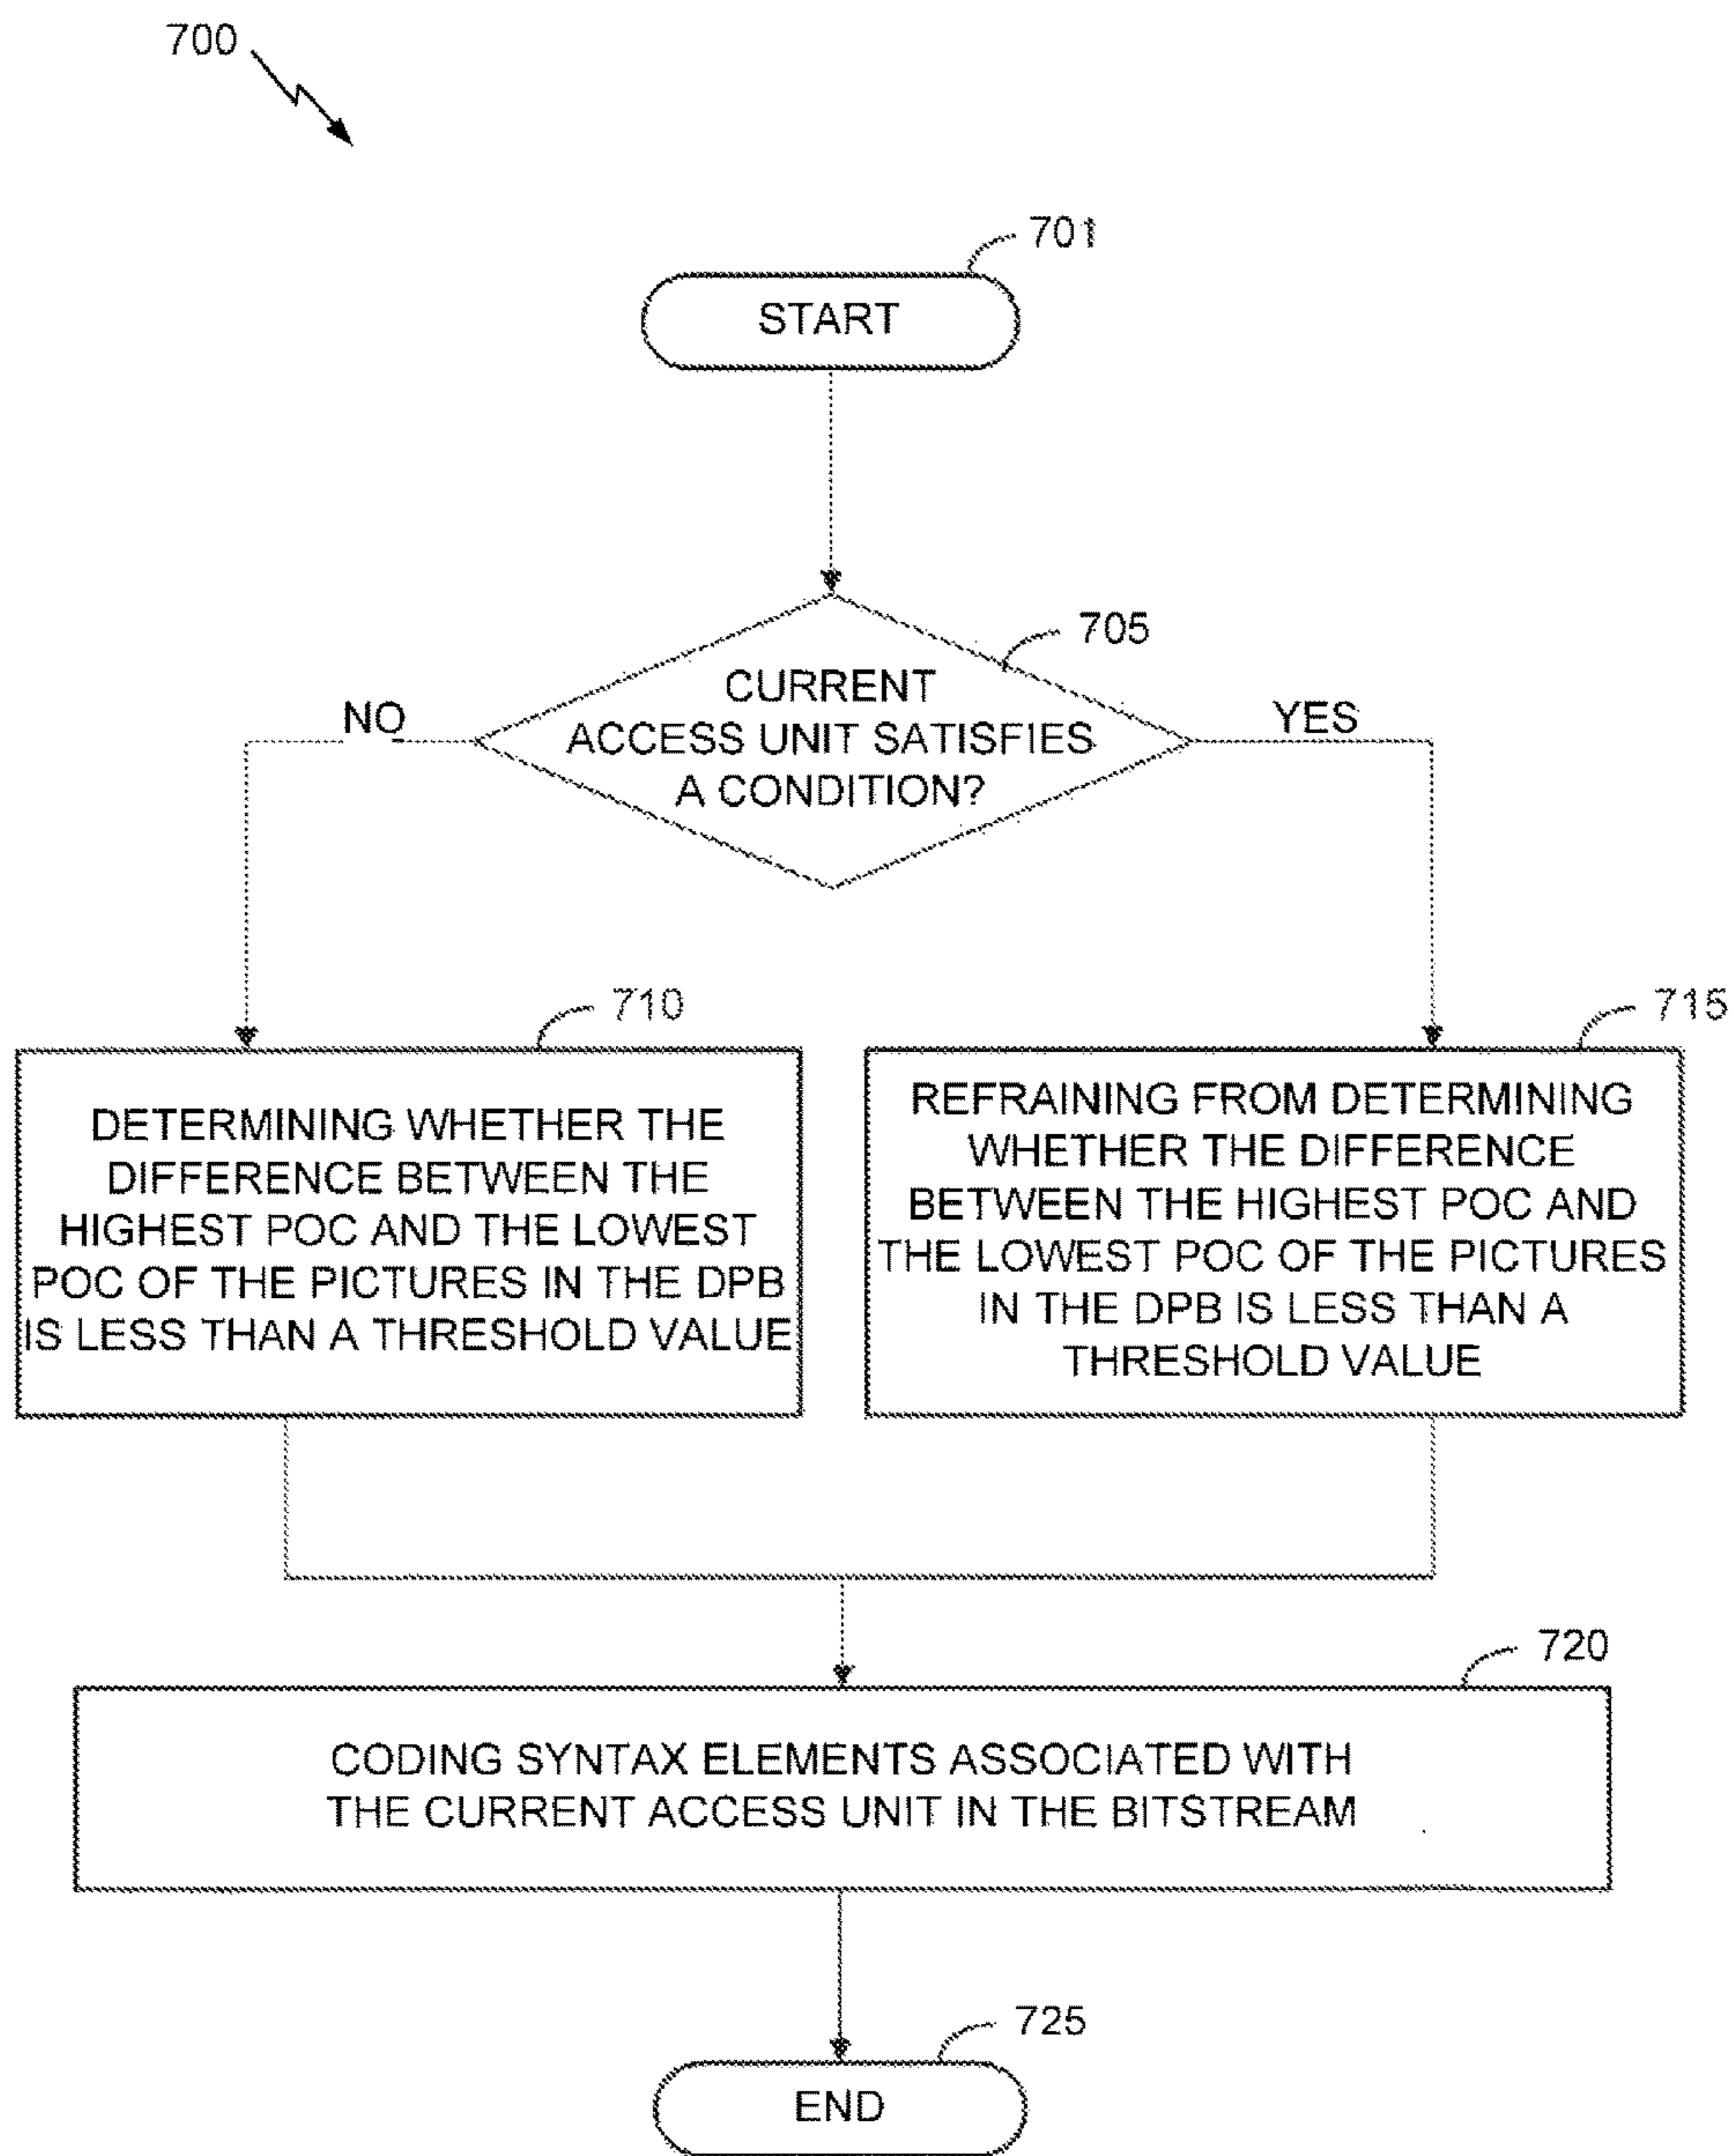 700
701
START
705
CURRENT
ACCESS UNIT SATISFIES
A CONDITION?
NO
YES
710
DETERMINING WHETHER THE
DIFFERENCE BETWEEN THE
HIGHEST POC AND THE LOWEST
POC OF THE PICTURES IN THE DPB
IS LESS THAN A THRESHOLD VALUE
715
REFRAINING FROM DETERMINING
WHETHER THE DIFFERENCE
BETWEEN THE HIGHEST POC AND
THE LOWEST POC OF THE PICTURES
IN THE DPB IS LESS THAN A
THRESHOLD VALUE
720
CODING SYNTAX ELEMENTS ASSOCIATED WITH
THE CURRENT ACCESS UNIT IN THE BITSTREAM
725
END